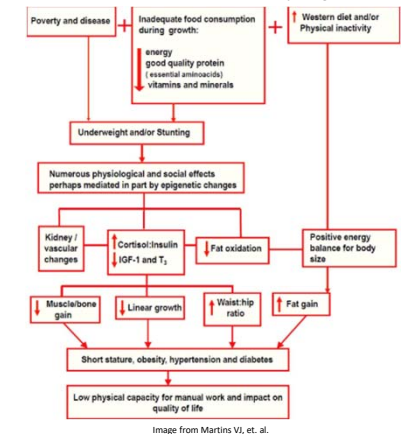 Poverty and disease
+
Inadequate food consumption
during growth:
energy
good quality protein
( essential aminoacids)
vitamins and minerals
+
Western diet and/or
Physical inactivity
Underweight and/or Stunting
Numerous physiological and social effects
perhaps mediated in part by epigenetic changes
Kidney /
vascular
changes
Cortisol:Insulin
IGF-1 and T3
Fat oxidation
Positive energy
balance for body
size
Muscle/bone
gain
Linear growth
Waist:hip
ratio
Fat gain
Short stature, obesity, hypertension and diabetes
Low physical capacity for manual work and impact on
quality of life
Image from Martins VJ, et. al.